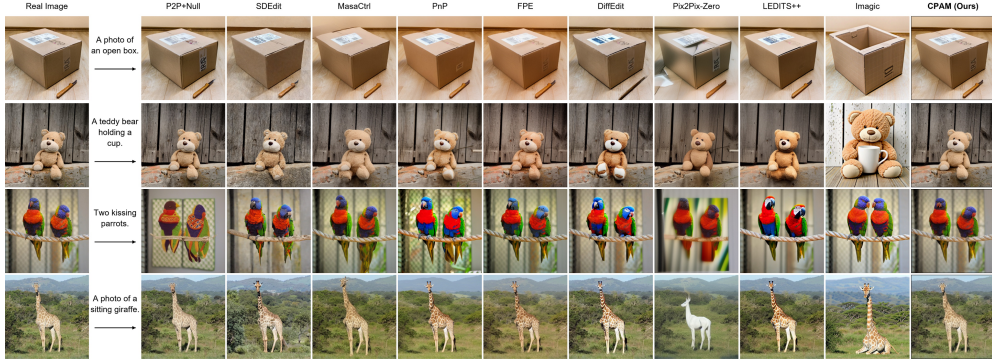 Real Image P2P+Null SDEdit MasaCtrl PnP FPE DiffEdit Pix2Pix-Zero LEDITS++ Imagic CPAM (Ours)
A photo of
an open box.
A teddy bear
holding a
cup.
Two kissing
parrots.
A photo of a
sitting giraffe.